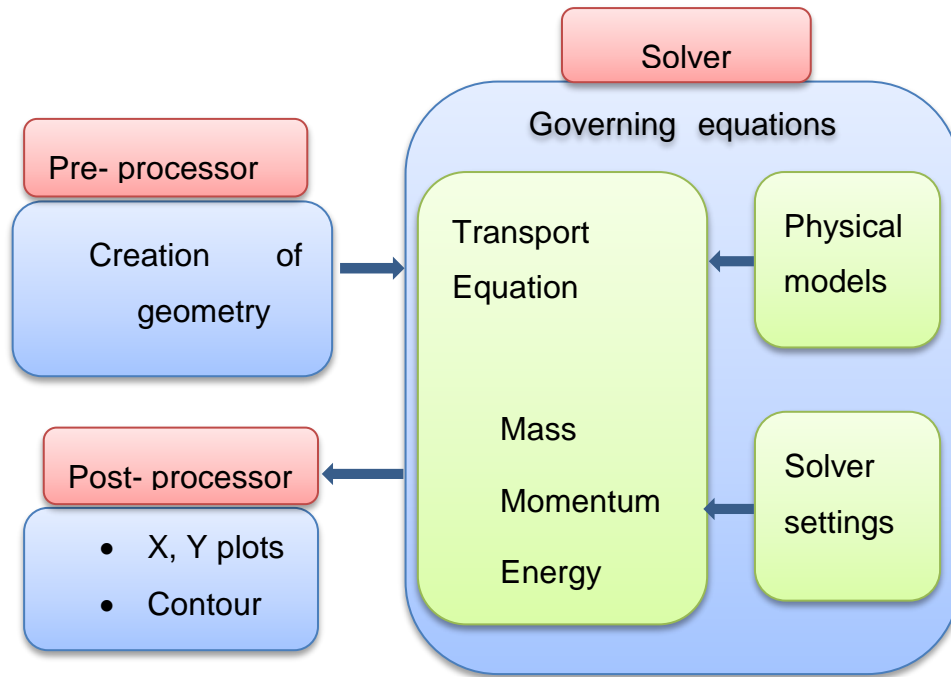 Solver
Governing equations
Pre- processor
Creation of
geometry
Transport
Equation
Mass
Momentum
Energy
Physical
models
Solver
settings
Post- processor
• X, Y plots
• Contour